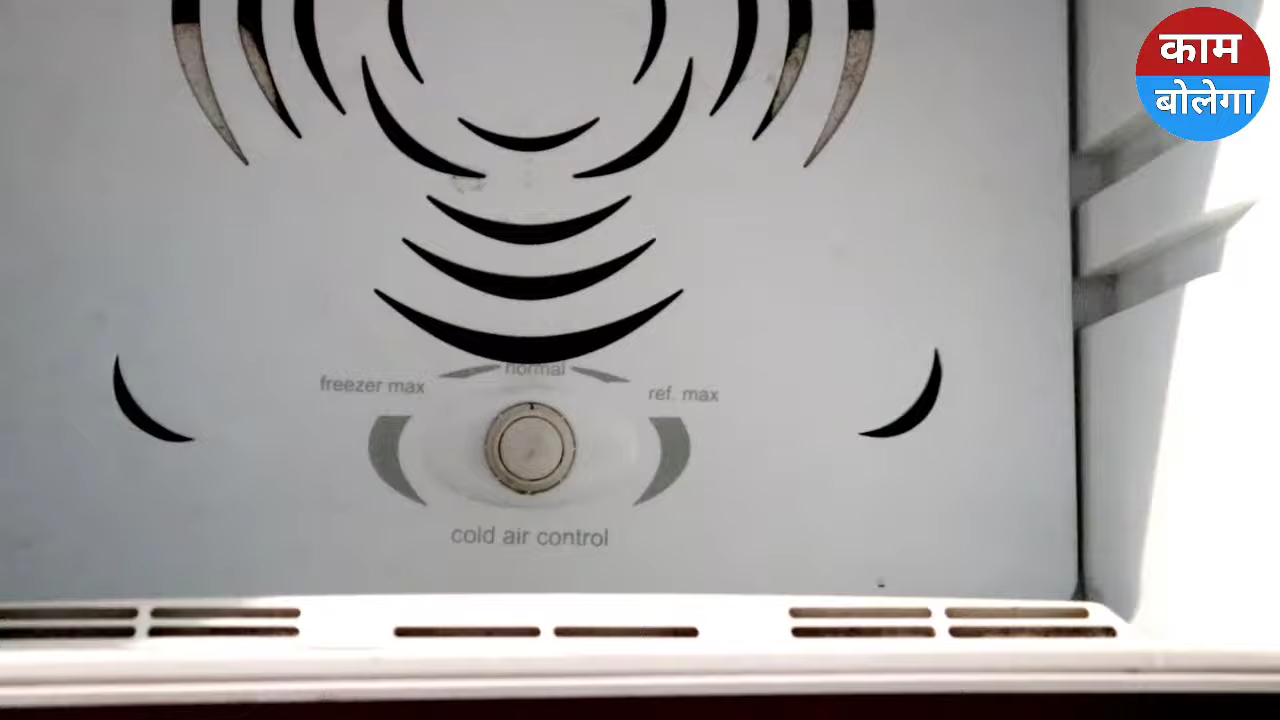 काम
बोलेगा
normal
freezer max
ref. max
cold air control